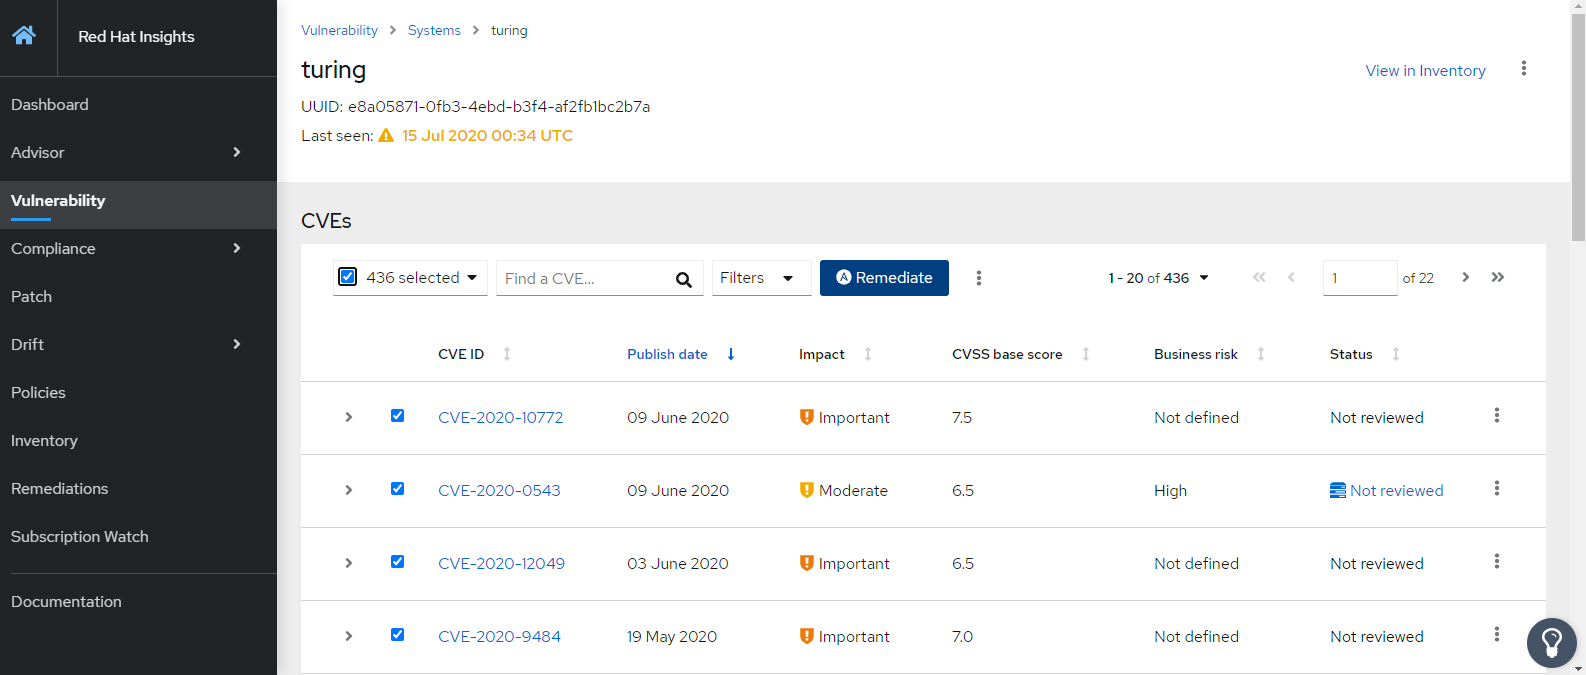 Red Hat Insights
Dashboard
Advisor
Vulnerability
Compliance
Patch
Drift
Policies
Inventory
Remediations
Subscription Watch
Documentation
Vulnerability > Systems > turing
turing
View in Inventory
UUID: e8a05871-0fb3-4ebd-b3f4-af2fb1bc2b7a
Last seen: 15 Jul 2020 00:34 UTC
CVEs
436 selected Find a CVE... Filters Remediate 1 - 20 of 436 1 of 22
CVE ID Publish date Impact CVSS base score Business risk Status
CVE-2020-10772 09 June 2020 Important 7.5 Not defined Not reviewed
CVE-2020-0543 09 June 2020 Moderate 6.5 High Not reviewed
CVE-2020-12049 03 June 2020 Important 6.5 Not defined Not reviewed
CVE-2020-9484 19 May 2020 Important 7.0 Not defined Not reviewed